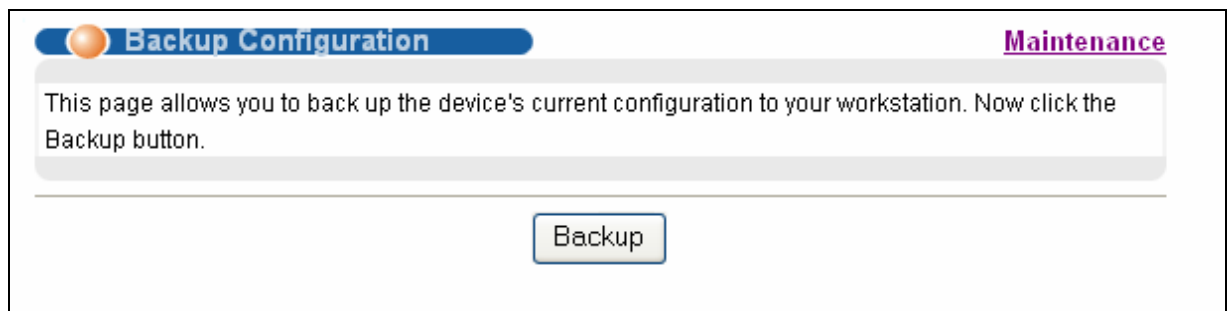 Backup Configuration
Maintenance
This page allows you to back up the device's current configuration to your workstation. Now click the
Backup button.
Backup